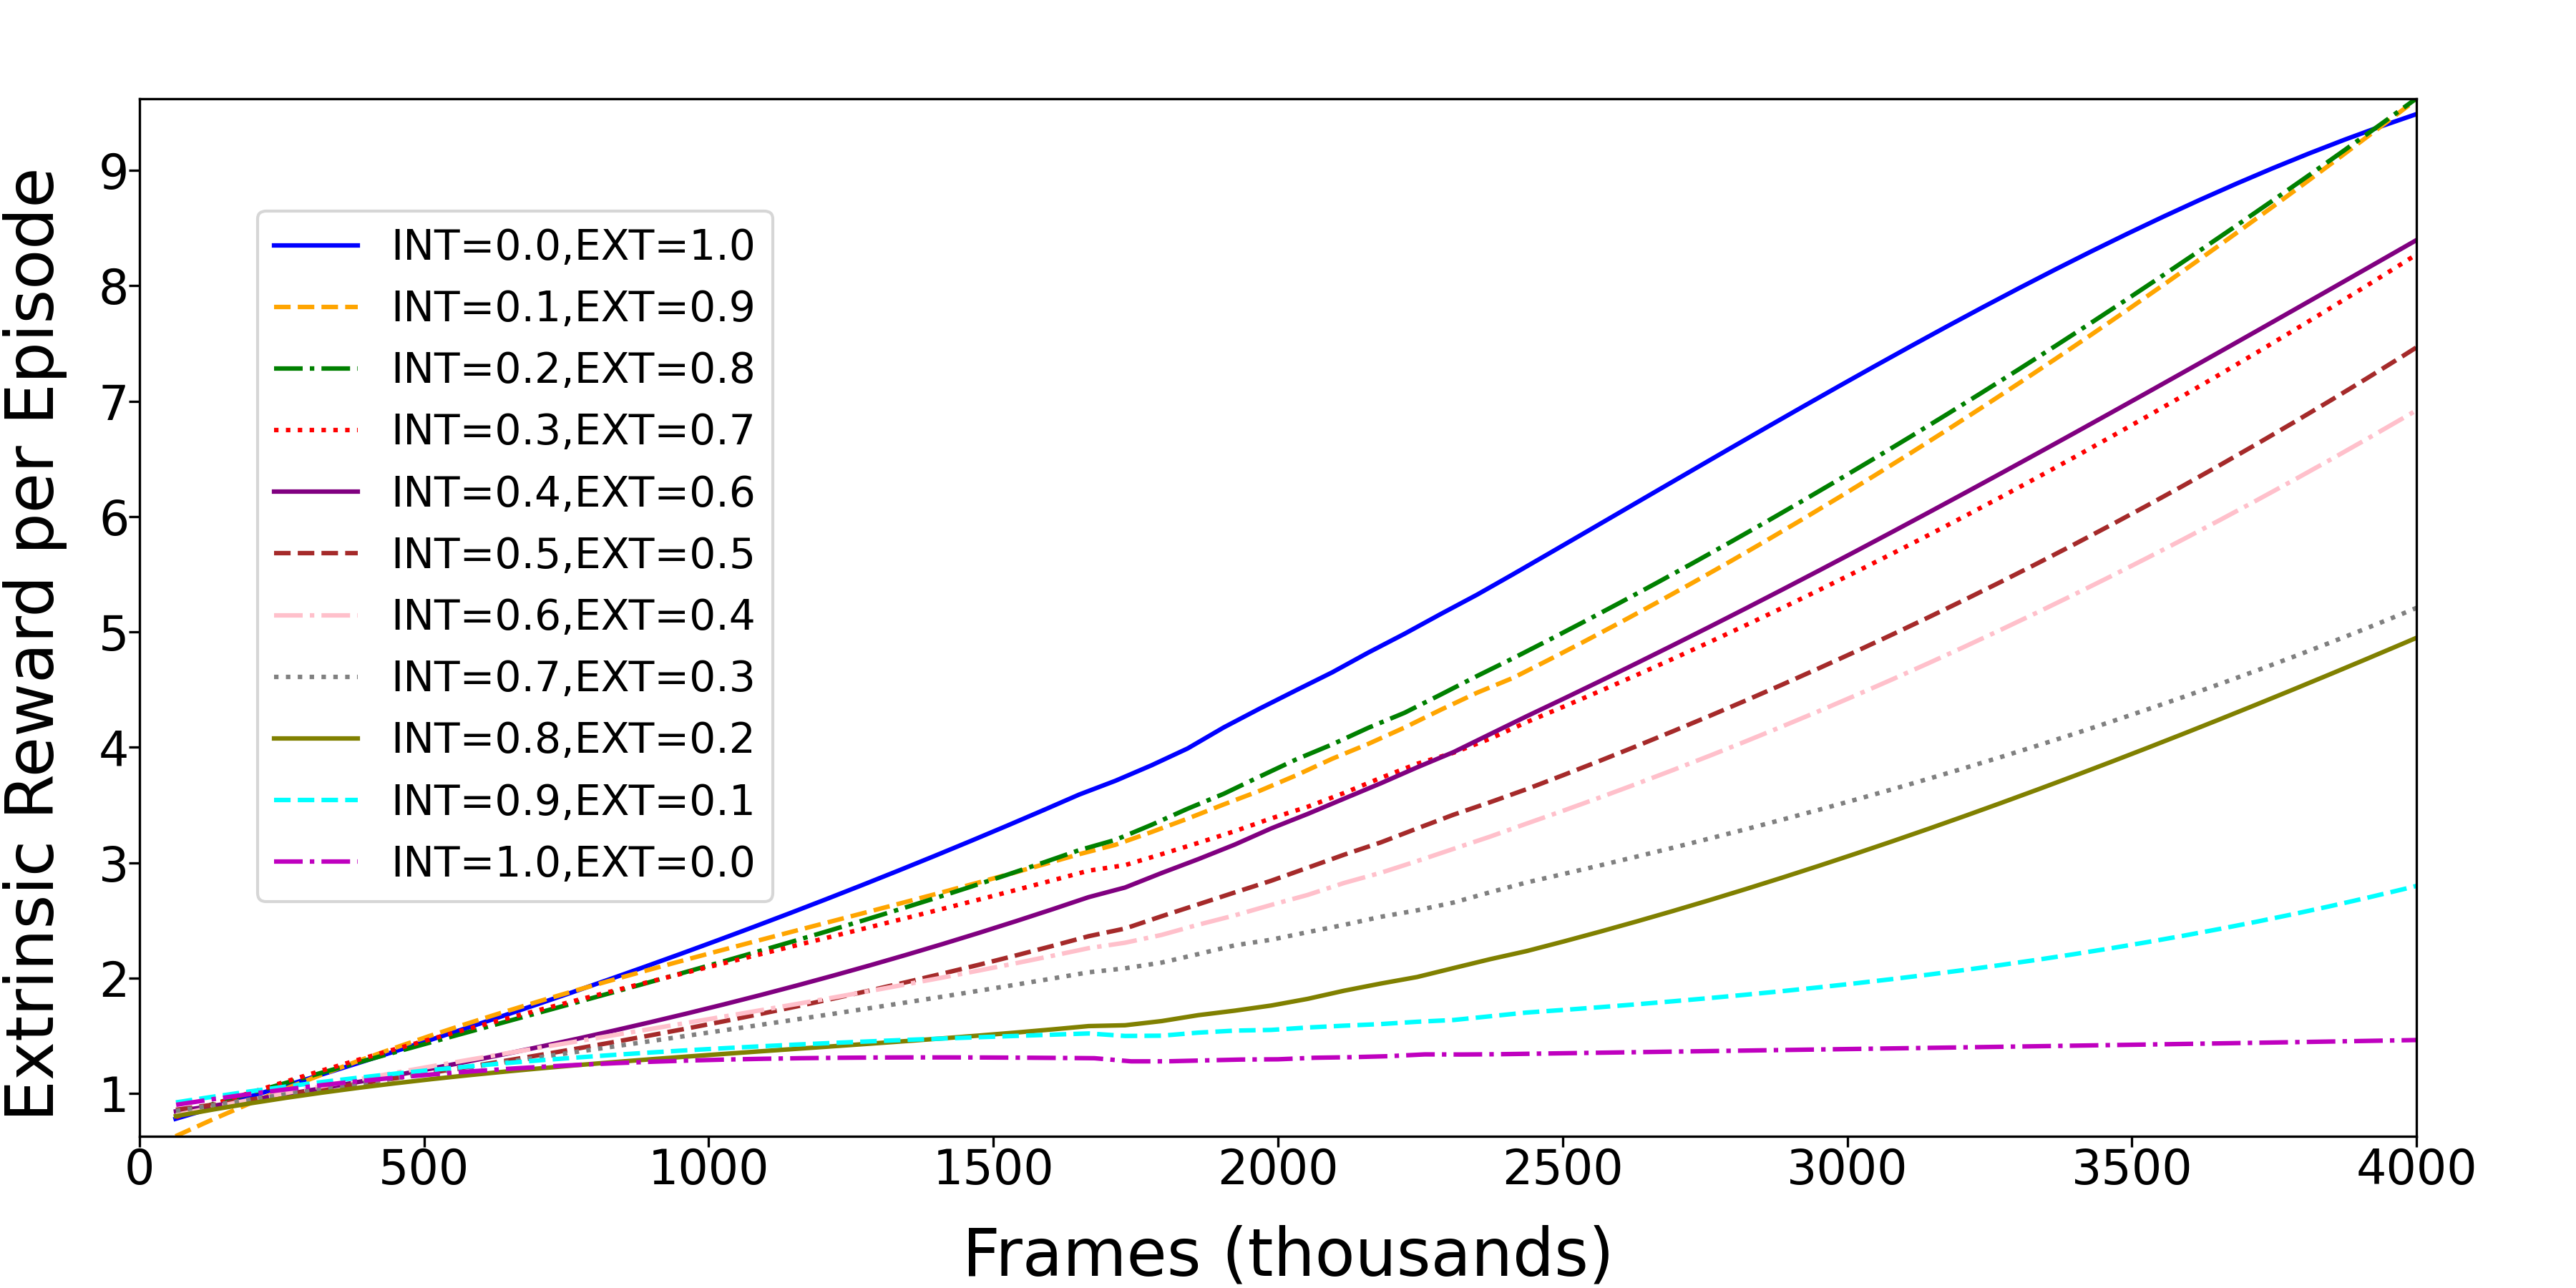 Extrinsic Reward per Episode
9
8
7
6
5
4
3
2
1
INT=0.0,EXT=1.0
INT=0.1,EXT=0.9
INT=0.2,EXT=0.8
INT=0.3,EXT=0.7
INT=0.4,EXT=0.6
INT=0.5,EXT=0.5
INT=0.6,EXT=0.4
INT=0.7,EXT=0.3
INT=0.8,EXT=0.2
INT=0.9,EXT=0.1
INT=1.0,EXT=0.0
0 500 1000 1500 2000 2500 3000 3500 4000
Frames (thousands)